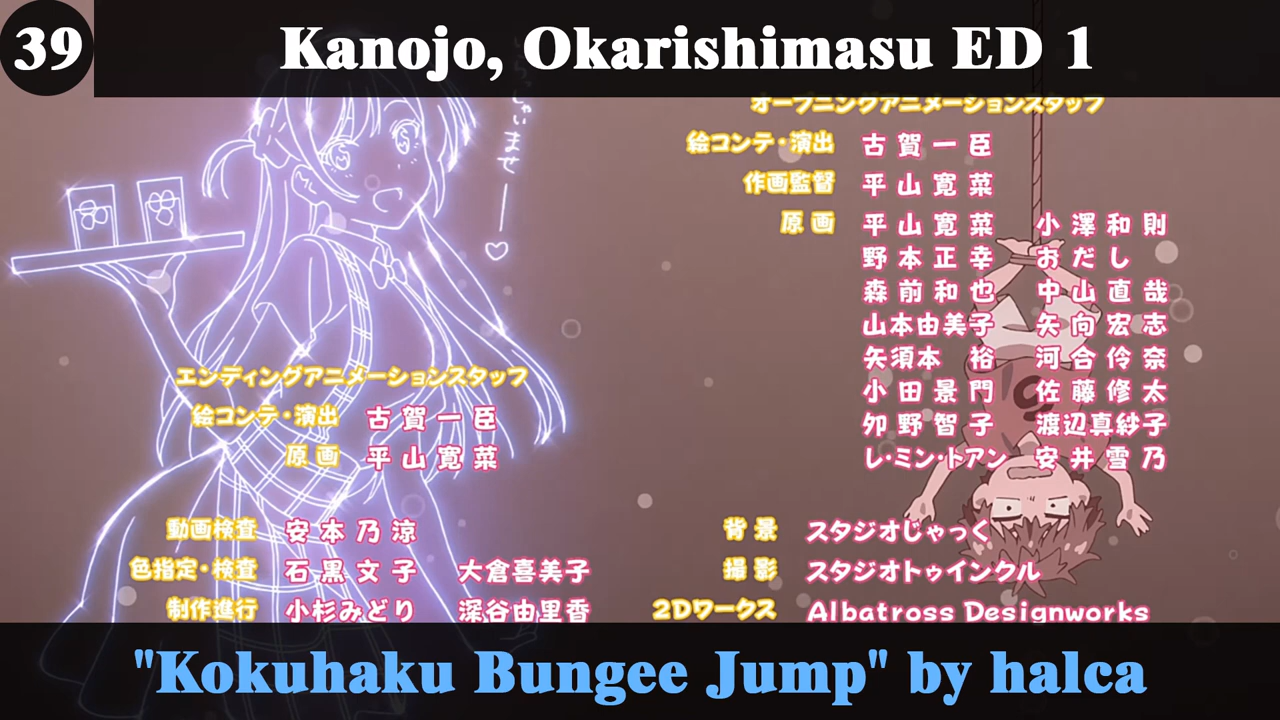 39
Kanojo, Okarishimasu ED 1
オープニングアニメーションスタッフ
絵コンテ・演出 古賀一臣
作画監督 平山寛菜
原画 平山寛菜 小澤和則
野本正幸 おだし
森前和也 中山直哉
山本由美子 矢向宏志
矢須本 裕 河合伶奈
小田景門 佐藤修太
夘野智子 渡辺真紗子
レ・ミン・トアン 安井雪乃
らっしゃいませー♡
エンディングアニメーションスタッフ
絵コンテ・演出 古賀一臣
原画 平山寛菜
動画検査 安本乃涼
色指定・検査 石黒文子 大倉喜美子
制作進行 小杉みどり 深谷由里香
背景 スタジオじゃっく
撮影 スタジオトゥインクル
2Dワークス Albatross Designworks
"Kokuhaku Bungee Jump" by halca